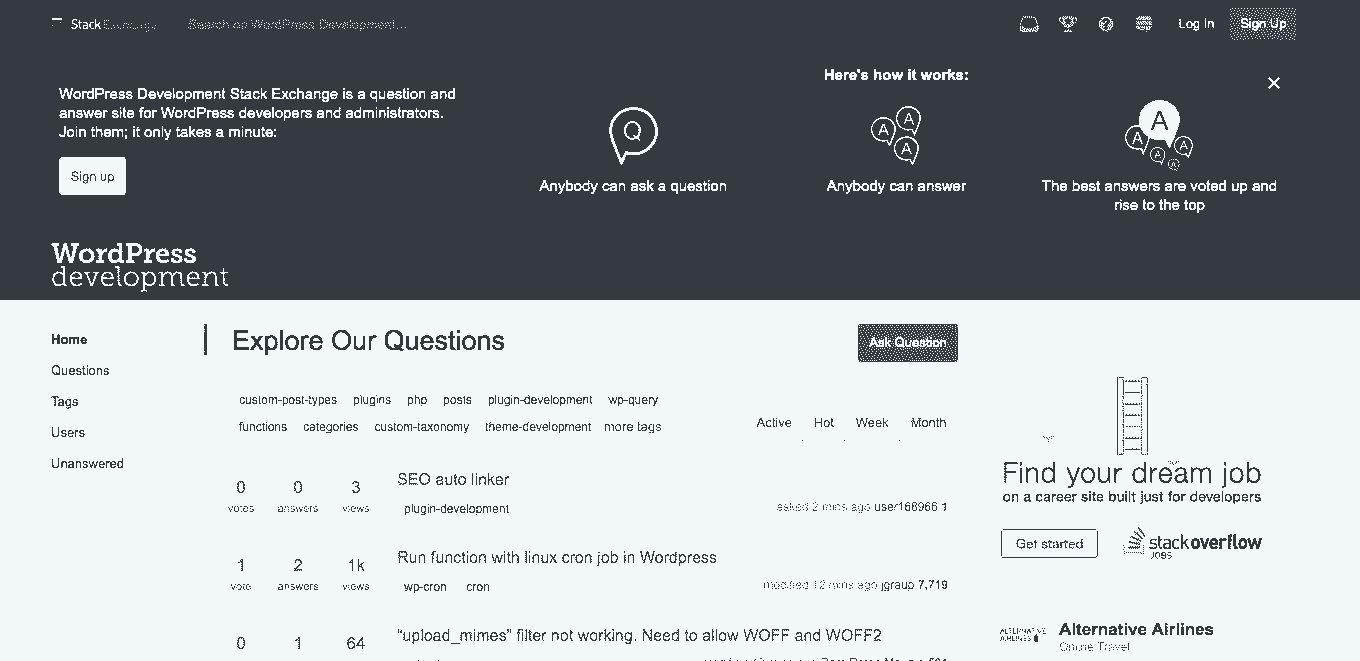 Stack Exchange
Search on WordPress Development...
Log In
Sign Up
WordPress Development Stack Exchange is a question and
answer site for WordPress developers and administrators.
Join them; it only takes a minute:
Sign up
Here's how it works:
Anybody can ask a question
Anybody can answer
The best answers are voted up and
rise to the top
WordPress
development
Home
Questions
Tags
Users
Unanswered
Explore Our Questions
Ask Question
custom-post-types plugins php posts plugin-development wp-query
functions categories custom-taxonomy theme-development more tags
Active Hot Week Month
0 votes 0 answers 3 views
SEO auto linker
plugin-development
asked 2 mins ago user168966 1
1 vote 2 answers 1k views
Run function with linux cron job in Wordpress
wp-cron cron
modified 12 mins ago jgraup 7,719
0 1 64
"upload_mimes" filter not working. Need to allow WOFF and WOFF2
Find your dream job
on a career site built just for developers
Get started
stackoverflow
JOBS
ALTERNATIVE
AIRLINES
Alternative Airlines
Online Travel